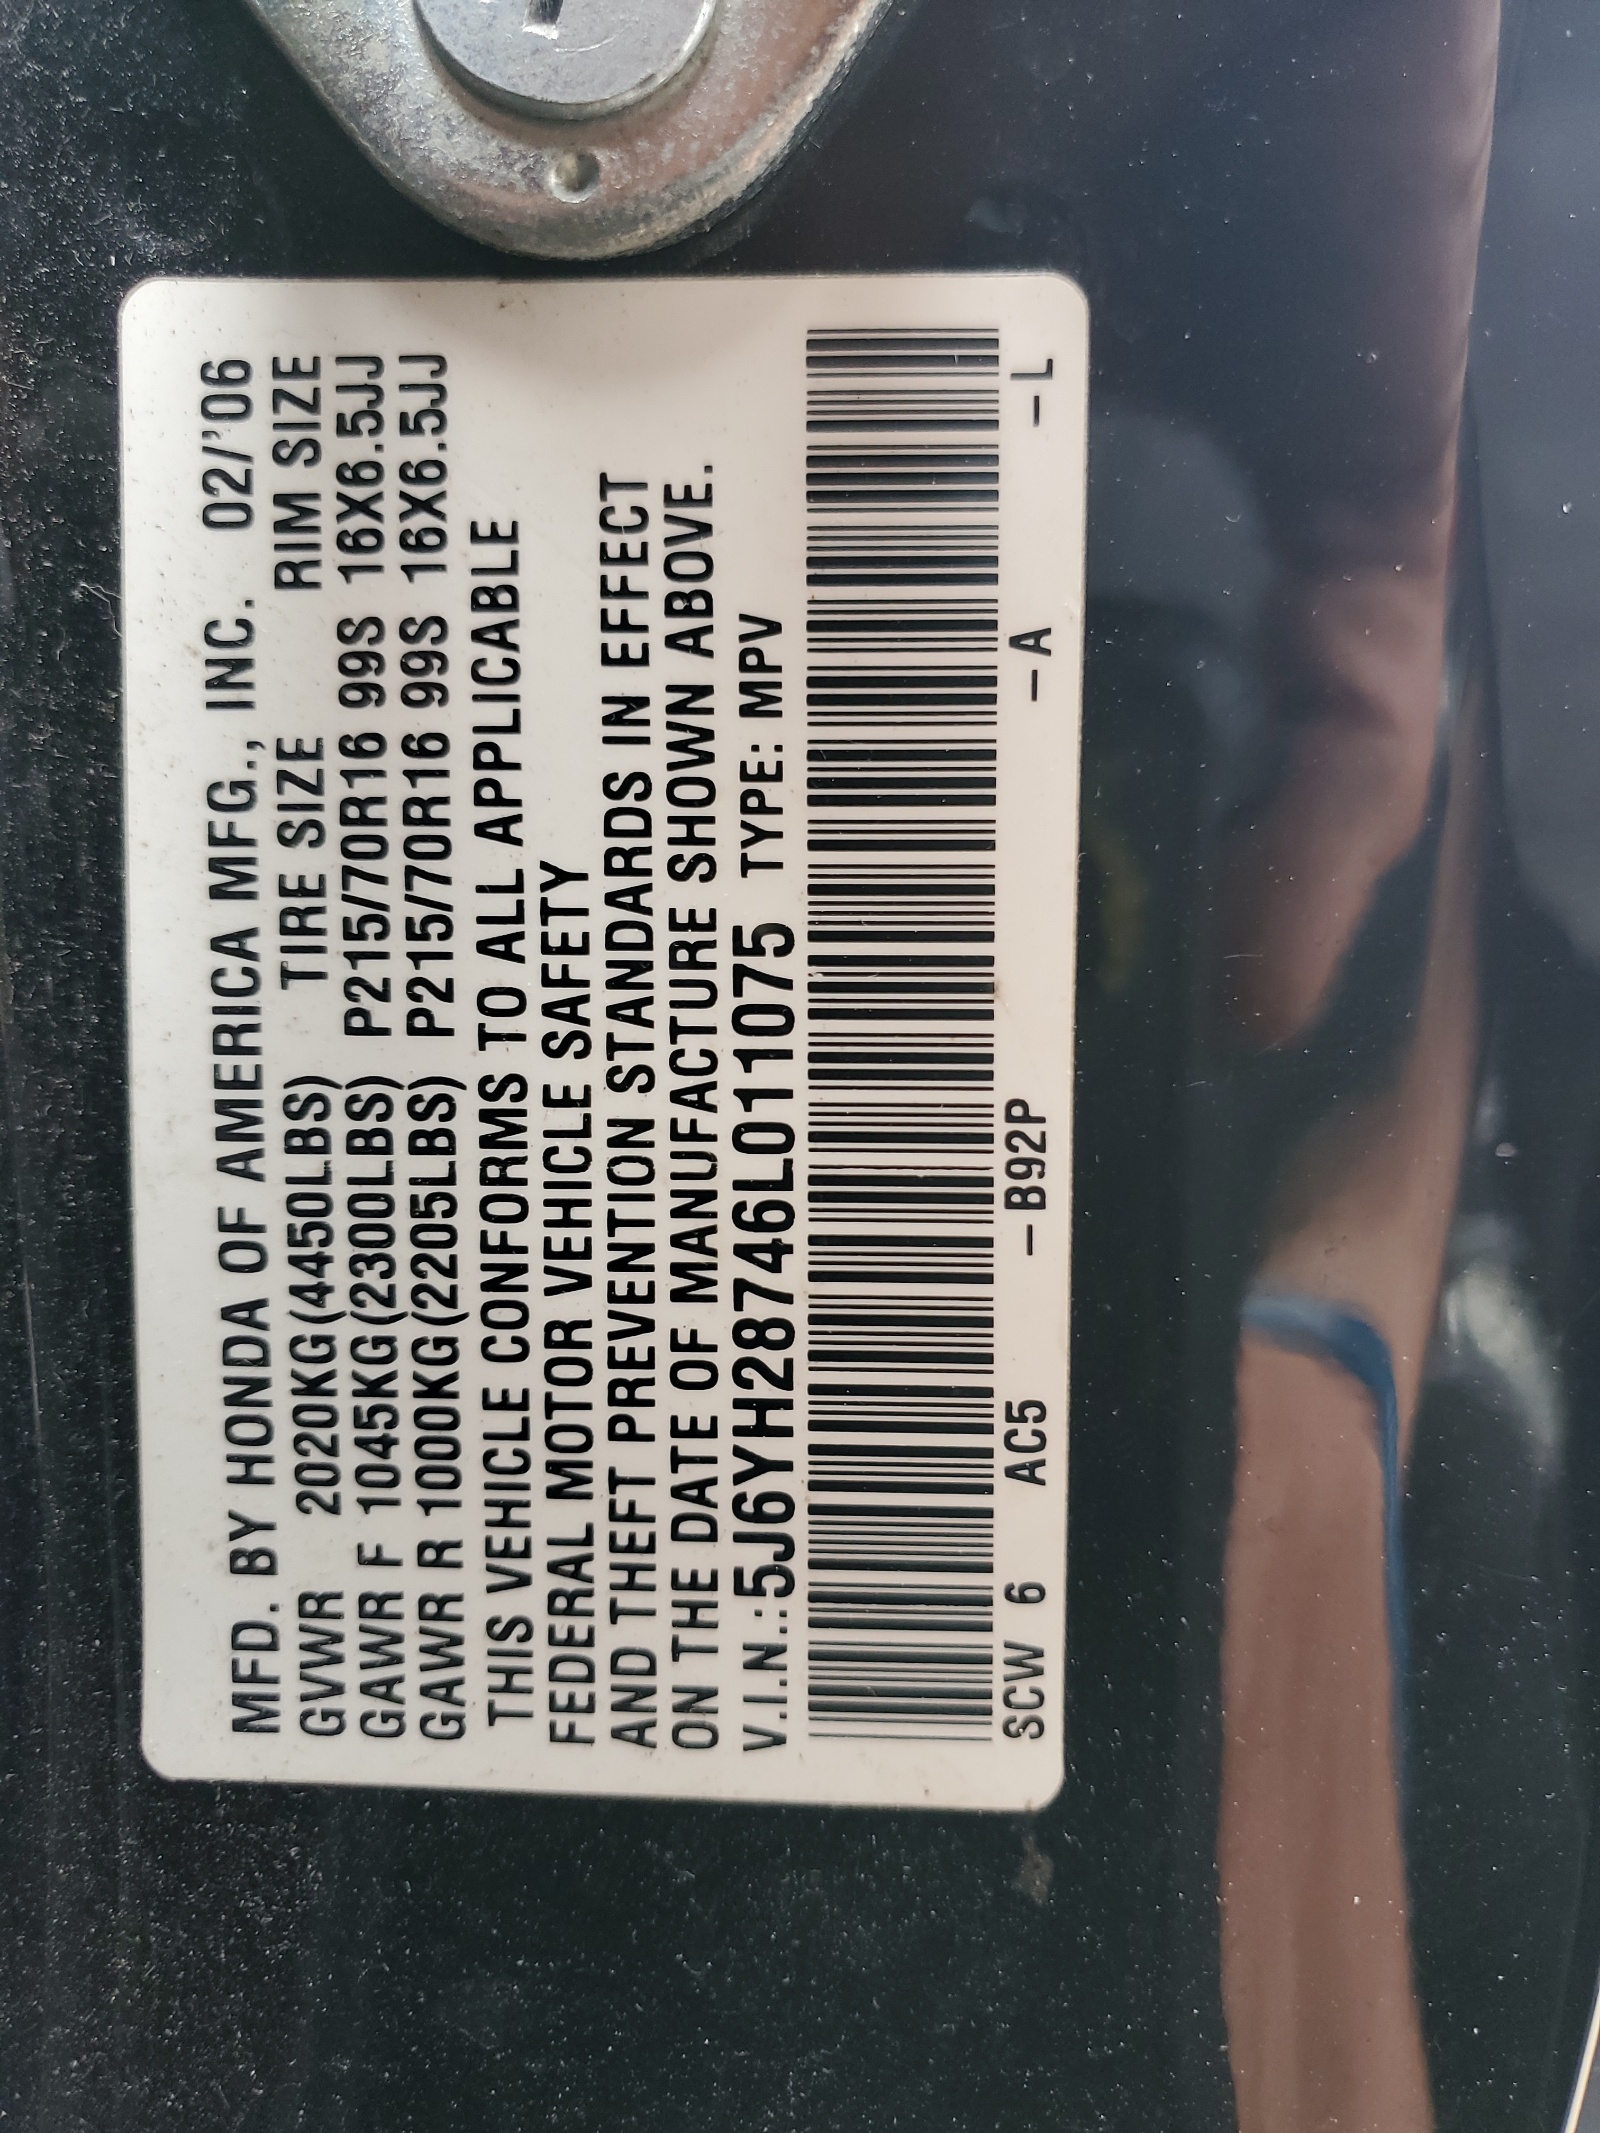 MFD. BY HONDA OF AMERICA MFG., INC. 02/'06
GVWR 2020KG(4450LBS) TIRE SIZE RIM SIZE
GAWR F 1045KG(2300LBS) P215/70R16 99S 16X6.5JJ
GAWR R 1000KG(2205LBS) P215/70R16 99S 16X6.5JJ
THIS VEHICLE CONFORMS TO ALL APPLICABLE
FEDERAL MOTOR VEHICLE SAFETY
AND THEFT PREVENTION STANDARDS IN EFFECT
ON THE DATE OF MANUFACTURE SHOWN ABOVE.
V.I.N.:5J6YH28746L011075 TYPE: MPV
SCW 6 AC5 –B92P –A –L